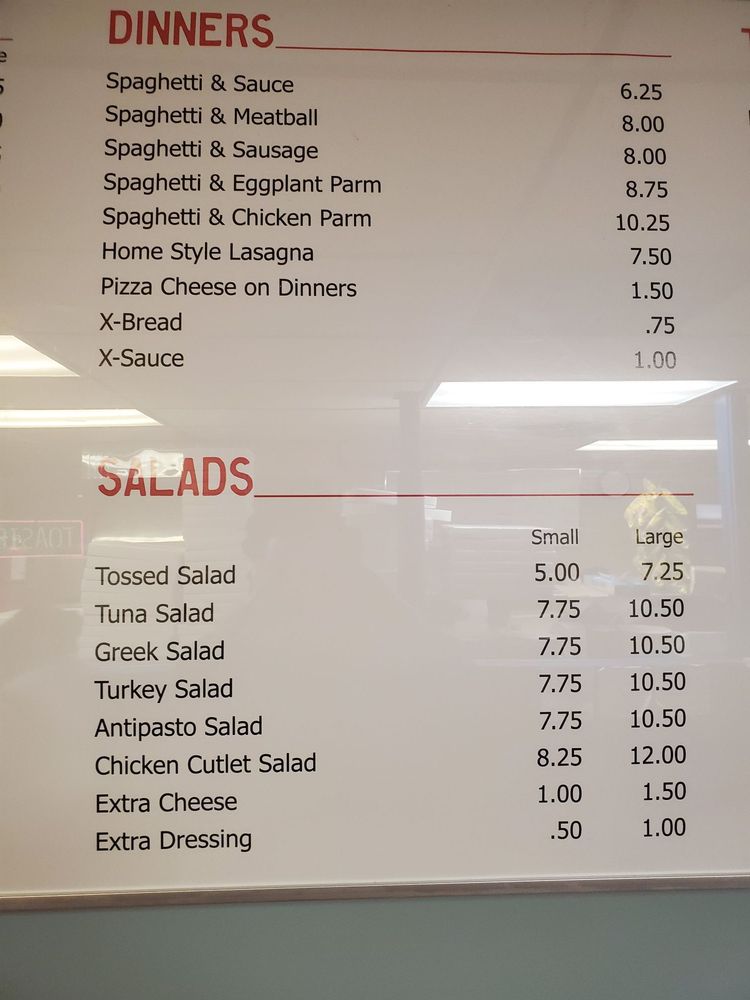 DINNERS
Spaghetti & Sauce 6.25
Spaghetti & Meatball 8.00
Spaghetti & Sausage 8.00
Spaghetti & Eggplant Parm 8.75
Spaghetti & Chicken Parm 10.25
Home Style Lasagna 7.50
Pizza Cheese on Dinners 1.50
X-Bread .75
X-Sauce 1.00
SALADS
Small Large
Tossed Salad 5.00 7.25
Tuna Salad 7.75 10.50
Greek Salad 7.75 10.50
Turkey Salad 7.75 10.50
Antipasto Salad 7.75 10.50
Chicken Cutlet Salad 8.25 12.00
Extra Cheese 1.00 1.50
Extra Dressing .50 1.00